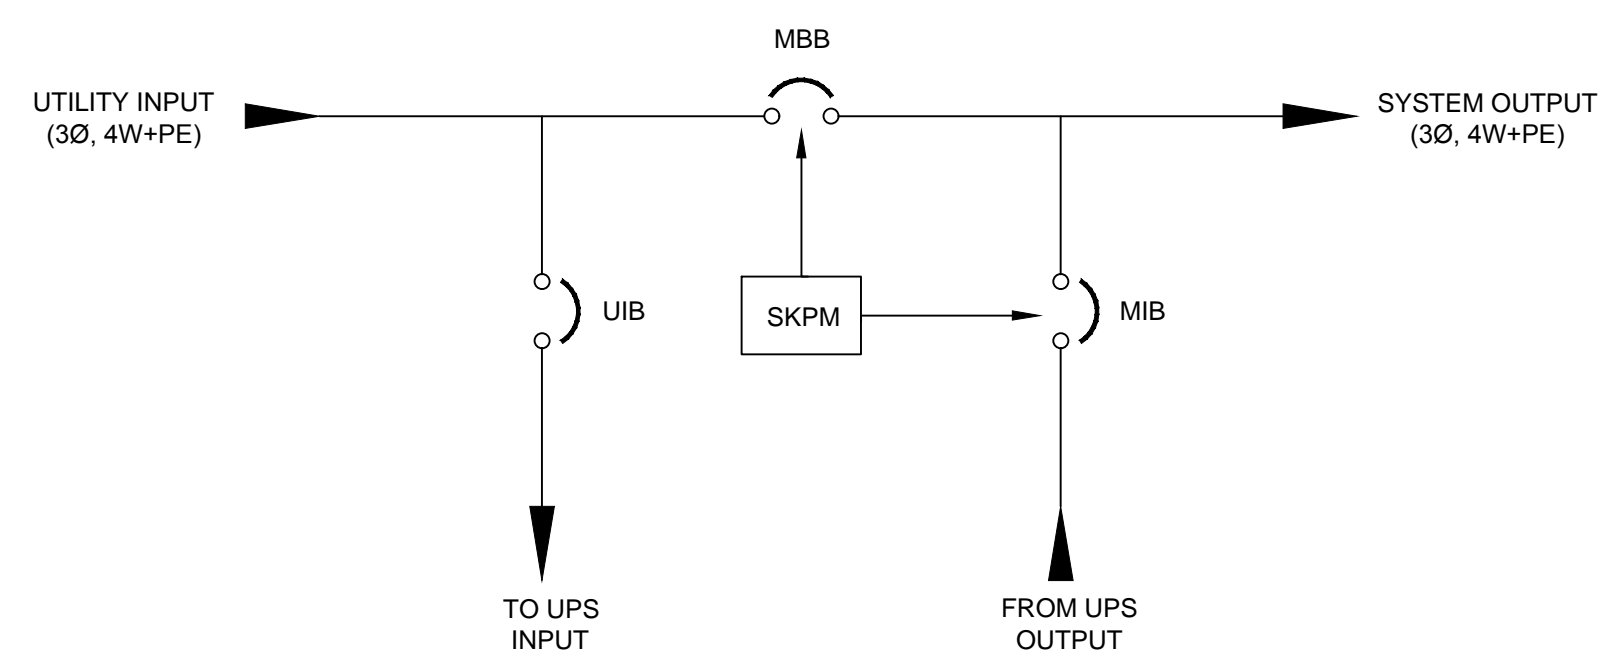 MBB
UTILITY INPUT
(3Ø, 4W+PE)
SYSTEM OUTPUT
(3Ø, 4W+PE)
UIB
SKPM
MIB
TO UPS
INPUT
FROM UPS
OUTPUT